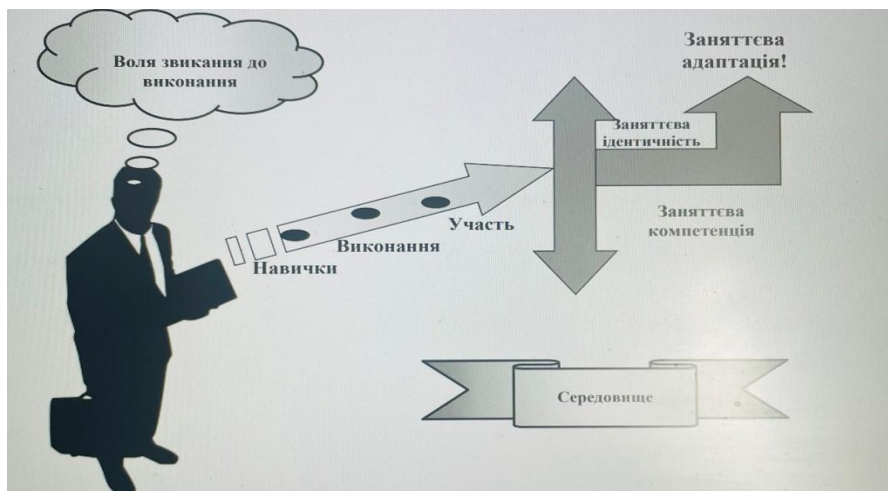 Воля звикання до
виконання
Заняттєва
адаптація!
Заняттєва
ідентичність
Заняттєва
компетенція
Участь
Виконання
Навички
Середовище